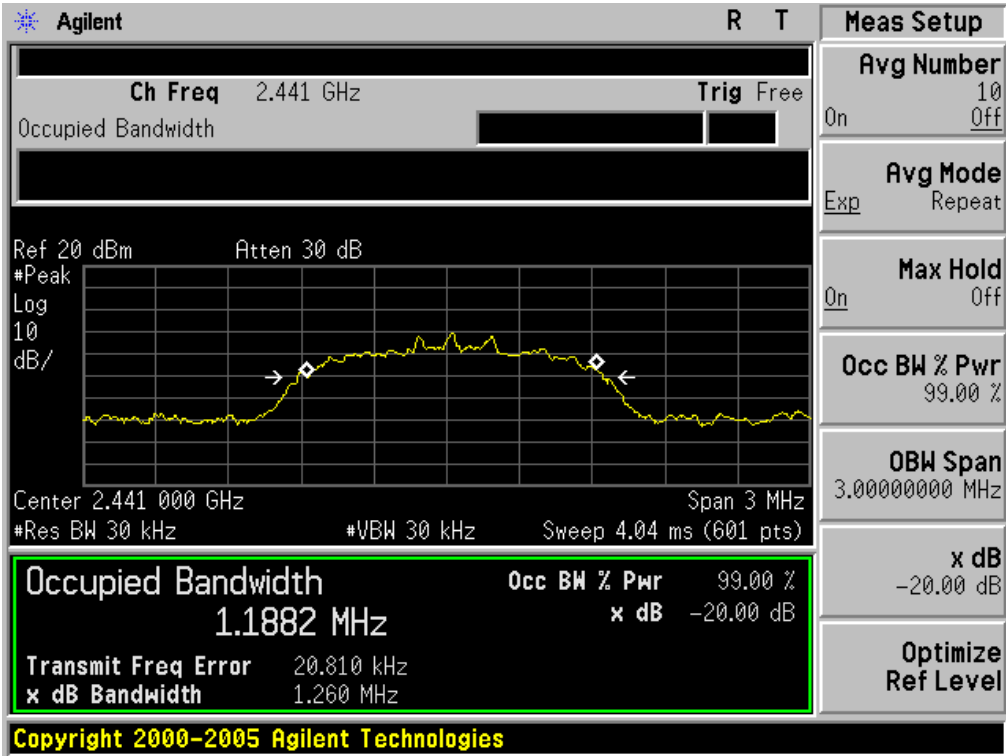 Agilent R T
Ch Freq 2.441 GHz Trig Free
Occupied Bandwidth
Ref 20 dBm Atten 30 dB
#Peak
Log
10
dB/
Center 2.441 000 GHz Span 3 MHz
#Res BW 30 kHz #VBW 30 kHz Sweep 4.04 ms (601 pts)
Occupied Bandwidth Occ BW % Pwr 99.00 %
1.1882 MHz x dB -20.00 dB
Transmit Freq Error 20.810 kHz
x dB Bandwidth 1.260 MHz
Copyright 2000-2005 Agilent Technologies
Meas Setup
Avg Number
10
On Off
Avg Mode
Exp Repeat
Max Hold
On Off
Occ BW % Pwr
99.00 %
OBW Span
3.00000000 MHz
x dB
-20.00 dB
Optimize
Ref Level